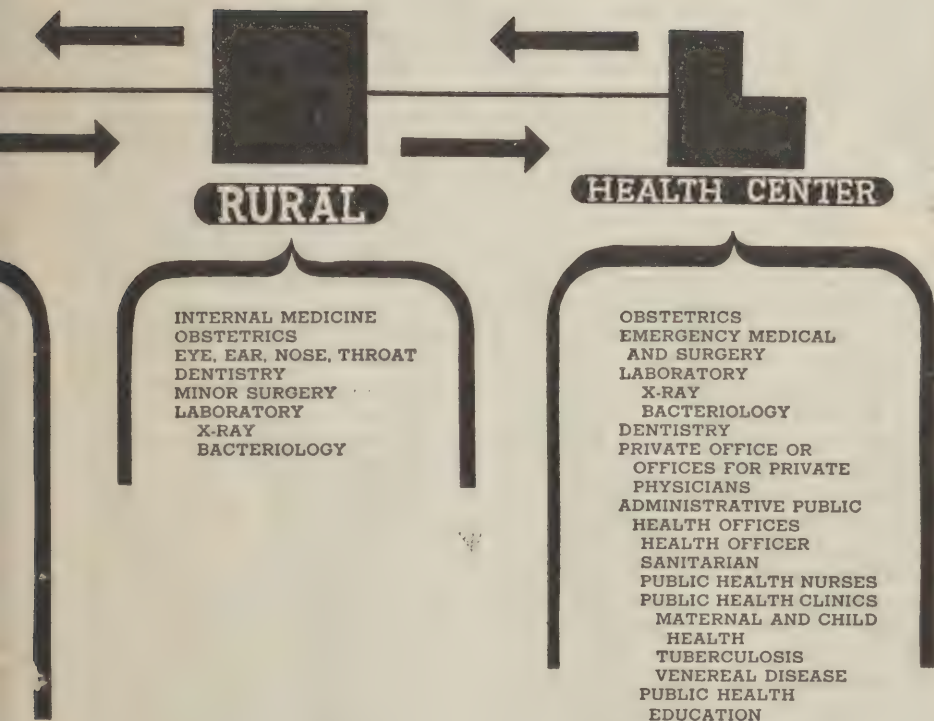 RURAL
INTERNAL MEDICINE
OBSTETRICS
EYE, EAR, NOSE, THROAT
DENTISTRY
MINOR SURGERY
LABORATORY
X-RAY
BACTERIOLOGY
HEALTH CENTER
OBSTETRICS
EMERGENCY MEDICAL
AND SURGERY
LABORATORY
X-RAY
BACTERIOLOGY
DENTISTRY
PRIVATE OFFICE OR
OFFICES FOR PRIVATE
PHYSICIANS
ADMINISTRATIVE PUBLIC
HEALTH OFFICES
HEALTH OFFICER
SANITARIAN
PUBLIC HEALTH NURSES
PUBLIC HEALTH CLINICS
MATERNAL AND CHILD
HEALTH
TUBERCULOSIS
VENEREAL DISEASE
PUBLIC HEALTH
EDUCATION